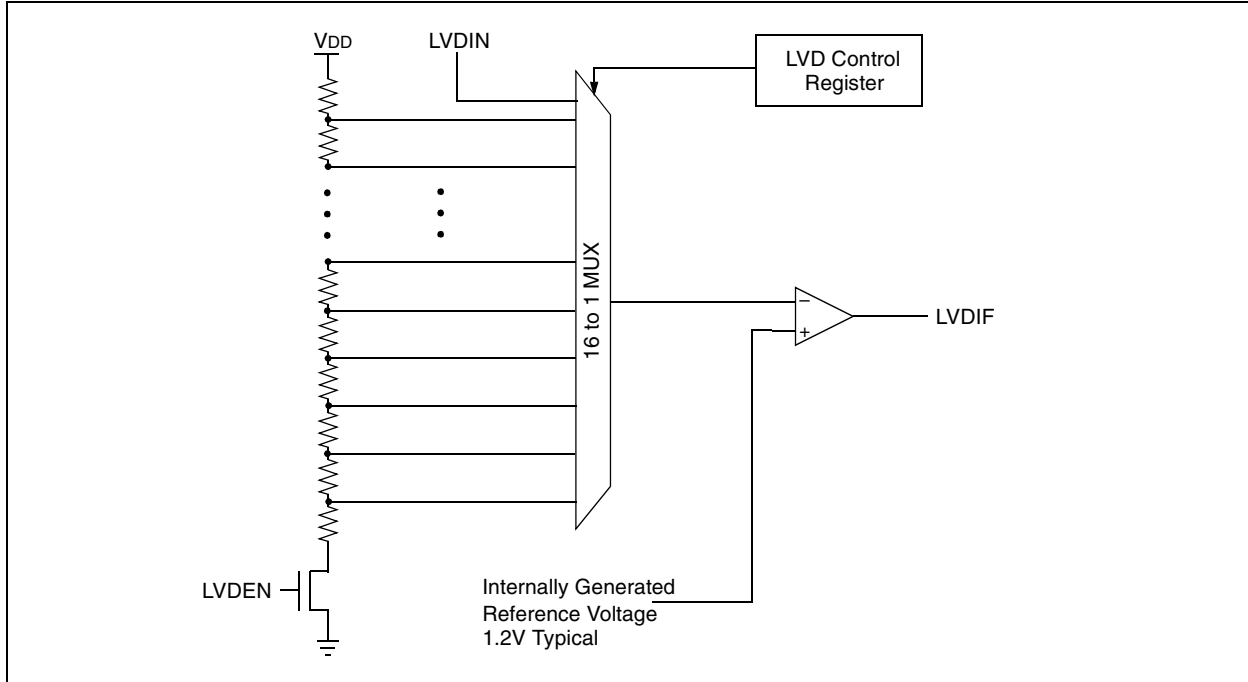 VDD
LVDIN
LVD Control
Register
16 to 1 MUX
–
+
LVDIF
LVDEN
Internally Generated
Reference Voltage
1.2V Typical